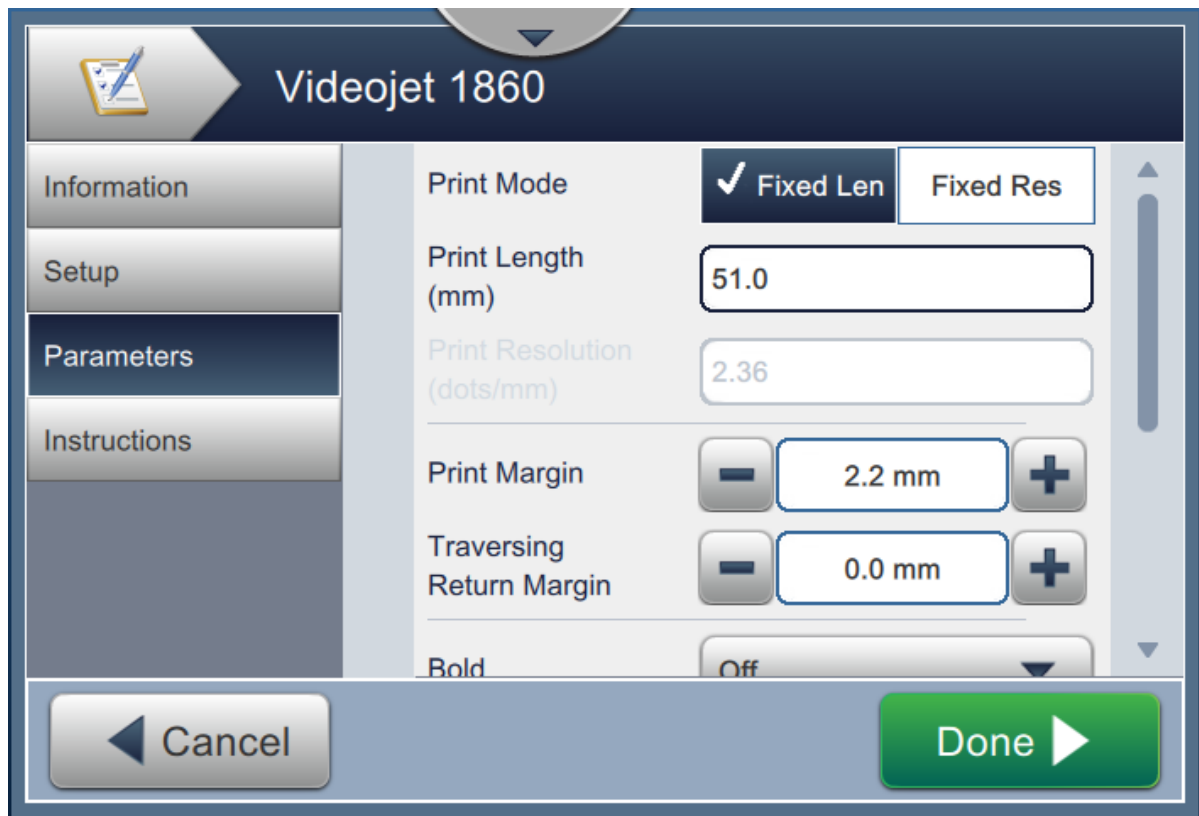 Videojet 1860
Information
Setup
Parameters
Instructions
Print Mode
Fixed Len
Fixed Res
Print Length
(mm)
51.0
Print Resolution
(dots/mm)
2.36
Print Margin
2.2 mm
Traversing
Return Margin
0.0 mm
Bold
Off
Cancel
Done